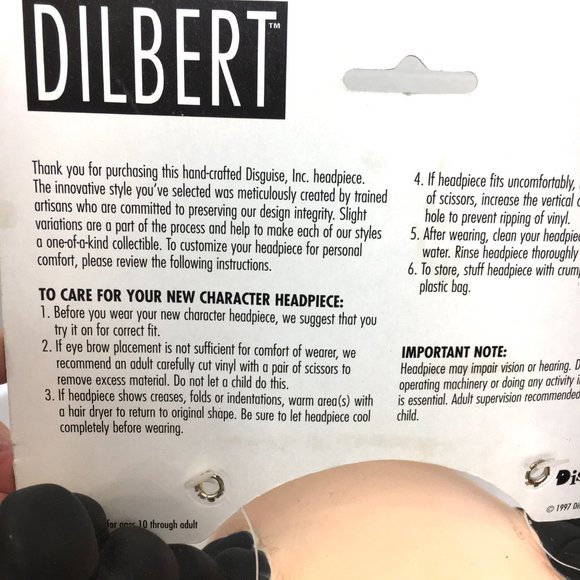 DILBERT™
Thank you for purchasing this hand-crafted Disguise, Inc. headpiece.
The innovative style you've selected was meticulously created by trained
artisans who are committed to preserving our design integrity. Slight
variations are a part of the process and help to make each of our styles
a one-of-a-kind collectible. To customize your headpiece for personal
comfort, please review the following instructions.
TO CARE FOR YOUR NEW CHARACTER HEADPIECE:
1. Before you wear your new character headpiece, we suggest that you
try it on for correct fit.
2. If eye brow placement is not sufficient for comfort of wearer, we
recommend an adult carefully cut vinyl with a pair of scissors to
remove excess material. Do not let a child do this.
3. If headpiece shows creases, folds or indentations, warm area(s) with
a hair dryer to return to original shape. Be sure to let headpiece cool
completely before wearing.
for ages 10 through adult
4. If headpiece fits uncomfortably,
of scissors, increase the vertical
hole to prevent ripping of vinyl.
5. After wearing, clean your
water. Rinse headpiece thoroughly
6. To store, stuff headpiece with
plastic bag.
IMPORTANT NOTE:
Headpiece may impair vision or hearing.
operating machinery or doing any activity
is essential. Adult supervision recommended
child.
© 1997